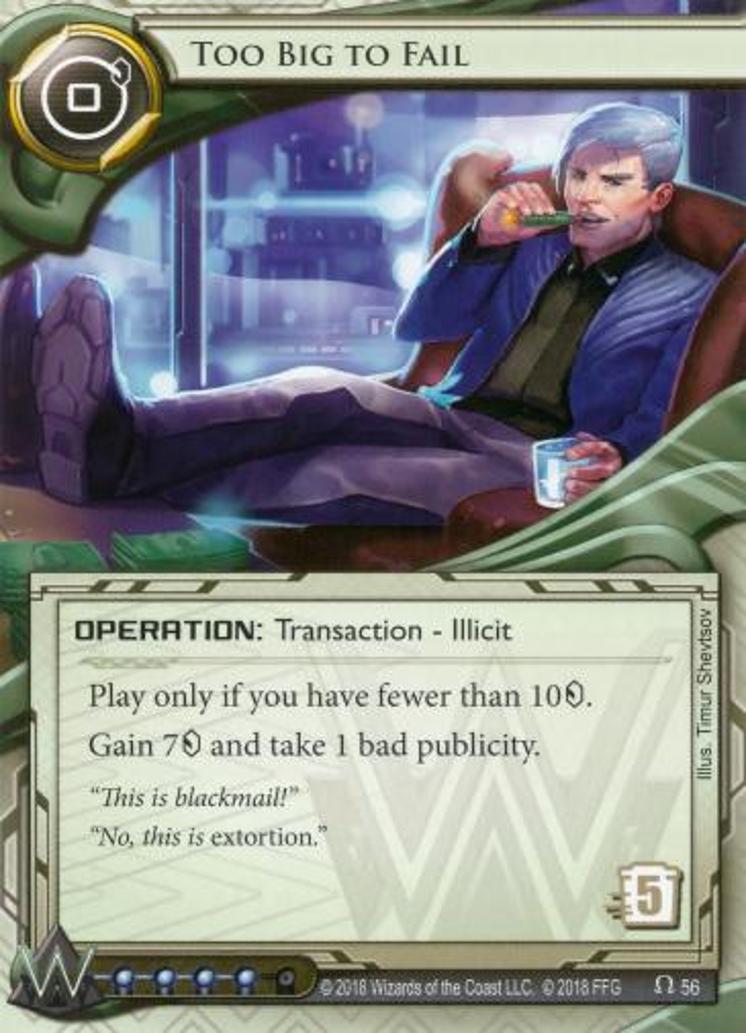 Too Big to Fail
OPERATION: Transaction - Illicit
Play only if you have fewer than 10.
Gain 7 and take 1 bad publicity.
“This is blackmail!”
“No, this is extortion.”
Illus. Timur Shevtsov
5
W
© 2018 Wizards of the Coast LLC. © 2018 FFG Ω 56